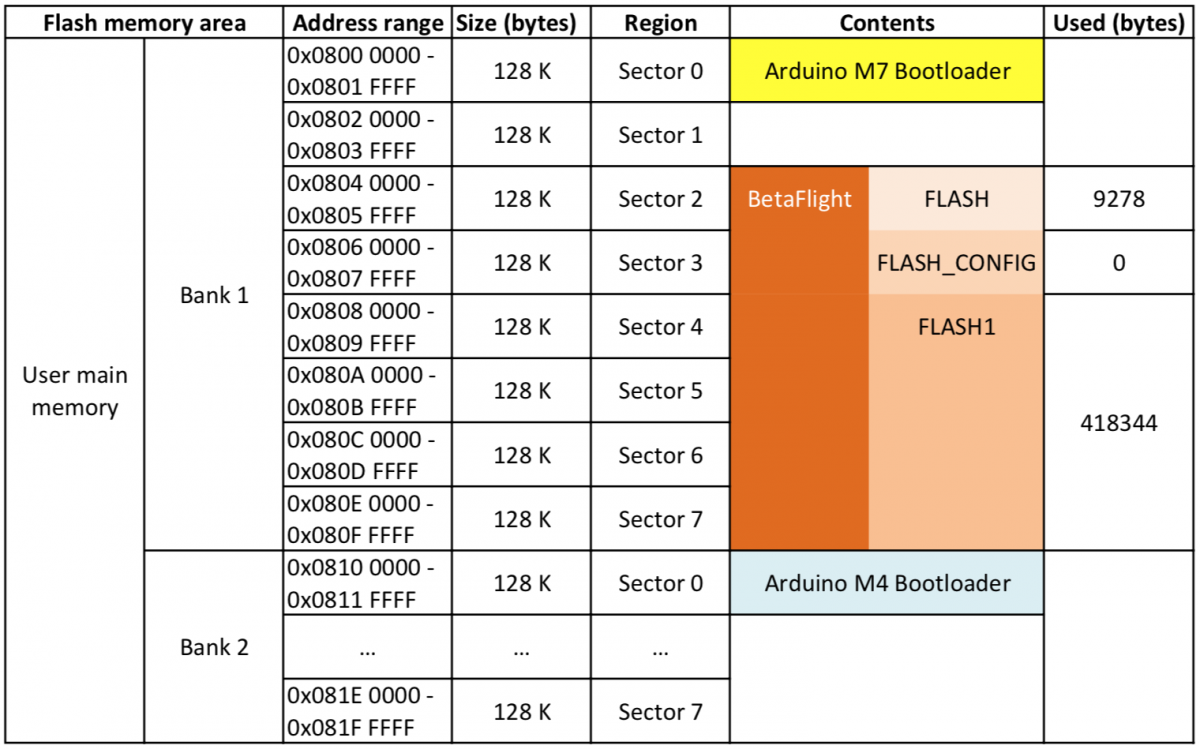 Flash memory area Address range Size (bytes) Region Contents Used (bytes)
0x0800 0000 -
0x0801 FFFF
128 K Sector 0 Arduino M7 Bootloader
0x0802 0000 -
0x0803 FFFF
128 K Sector 1
0x0804 0000 -
0x0805 FFFF
128 K Sector 2 BetaFlight FLASH 9278
0x0806 0000 -
0x0807 FFFF
128 K Sector 3 FLASH_CONFIG 0
Bank 1
0x0808 0000 -
0x0809 FFFF
128 K Sector 4 FLASH1
User main
memory
0x080A 0000 -
0x080B FFFF
128 K Sector 5
418344
0x080C 0000 -
0x080D FFFF
128 K Sector 6
0x080E 0000 -
0x080F FFFF
128 K Sector 7
0x0810 0000 -
0x0811 FFFF
128 K Sector 0 Arduino M4 Bootloader
Bank 2 ... ... ...
0x081E 0000 -
0x081F FFFF
128 K Sector 7